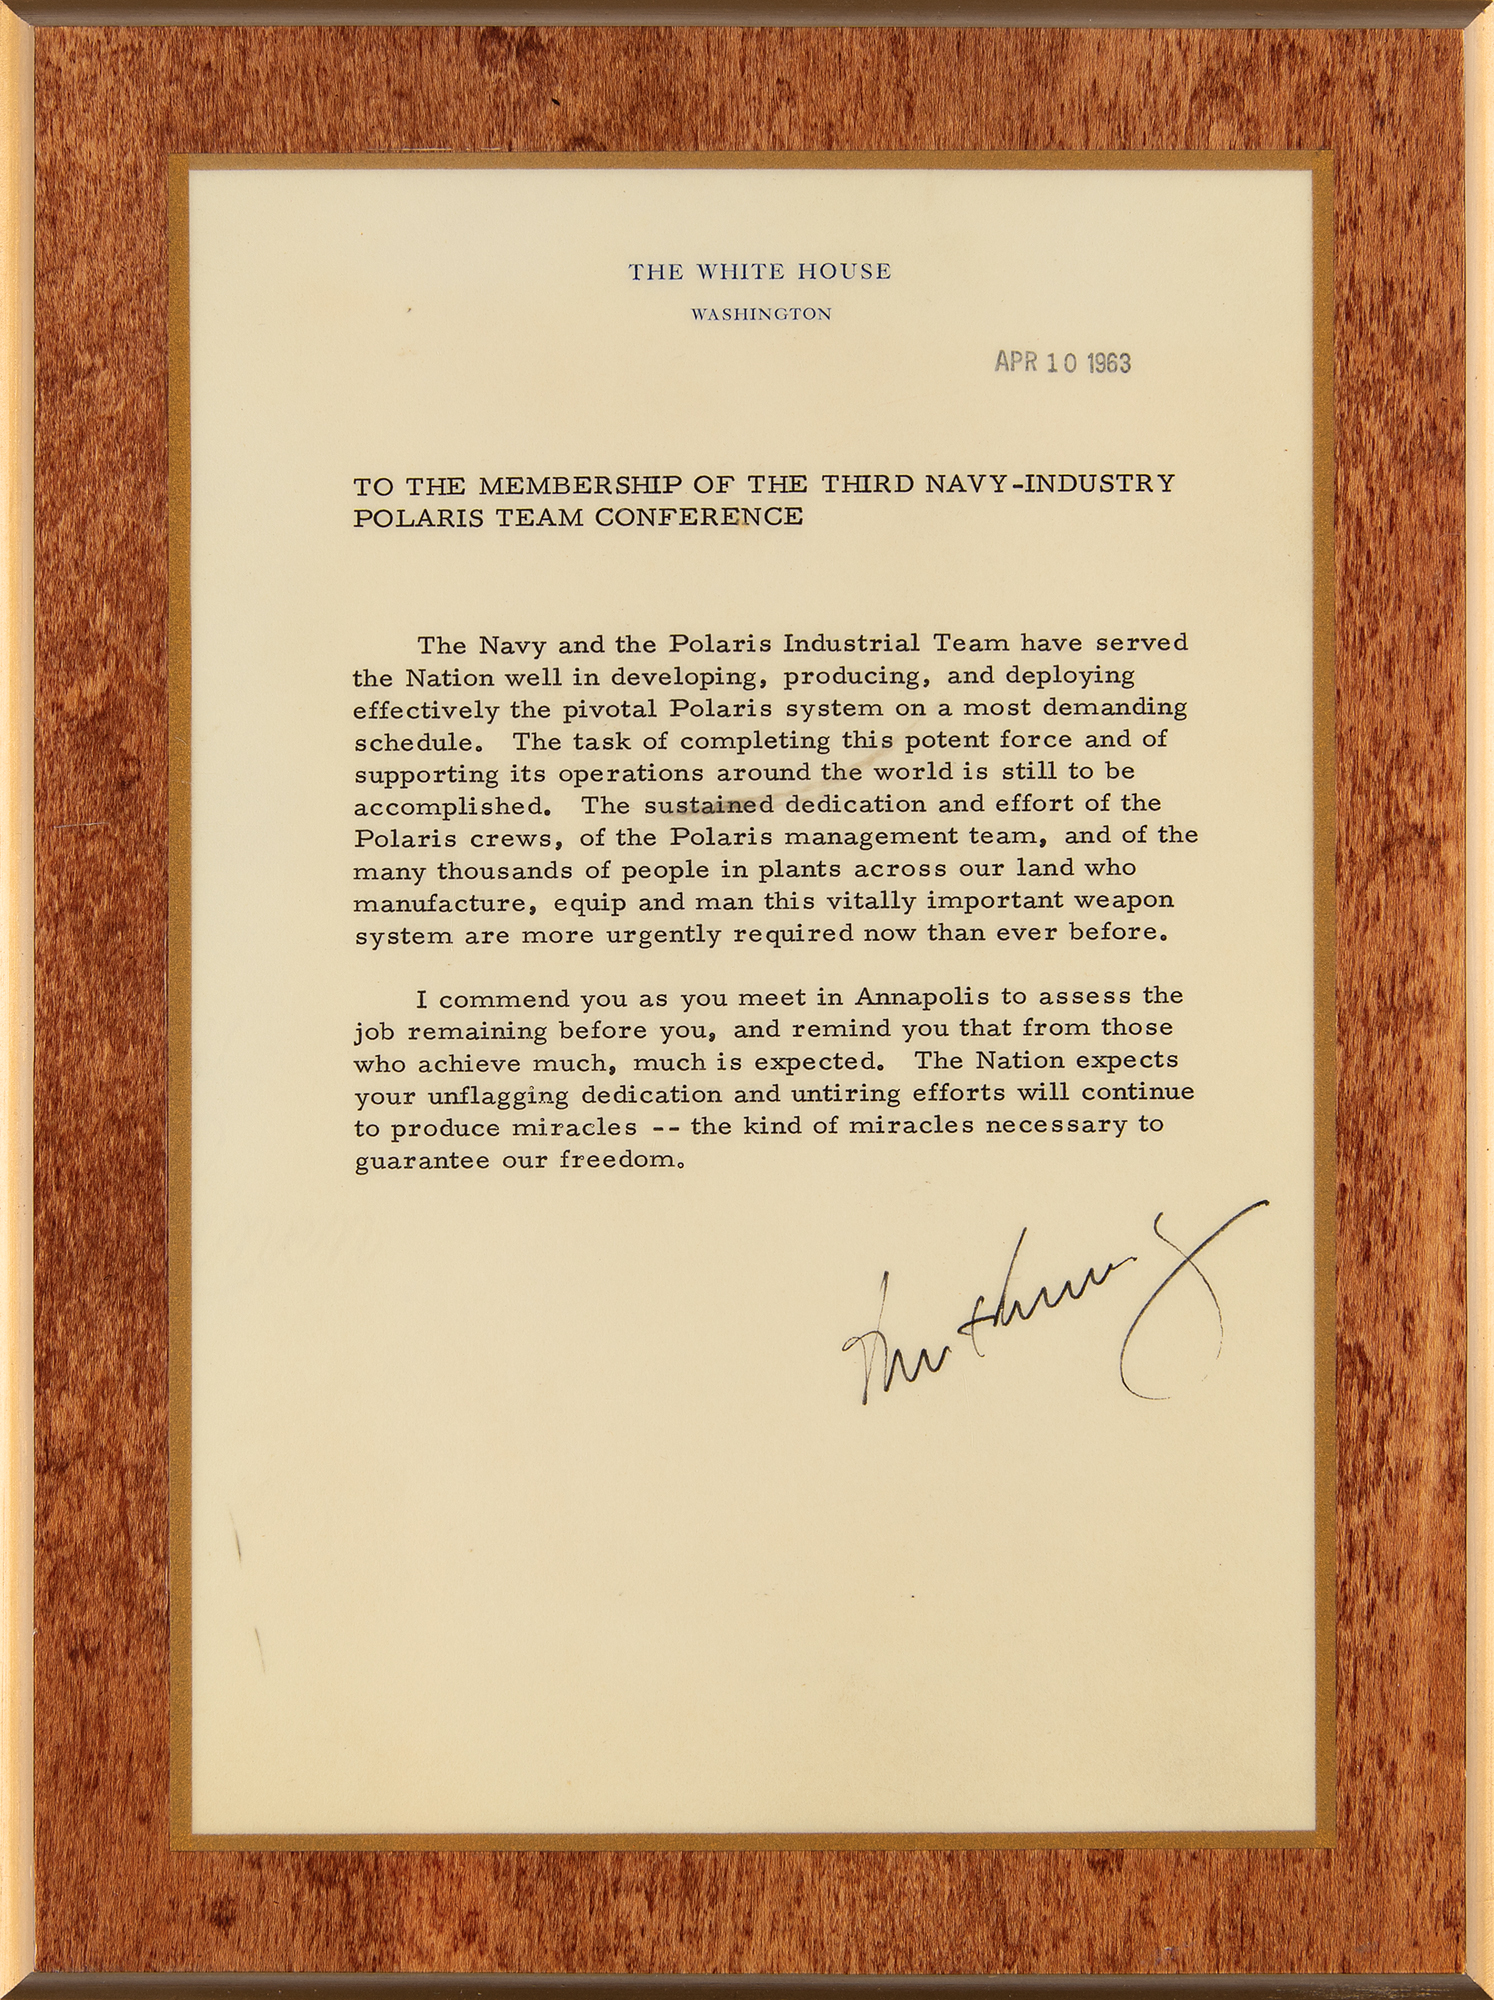 THE WHITE HOUSE
WASHINGTON
APR 10 1963
TO THE MEMBERSHIP OF THE THIRD NAVY-INDUSTRY
POLARIS TEAM CONFERENCE
The Navy and the Polaris Industrial Team have served
the Nation well in developing, producing, and deploying
effectively the pivotal Polaris system on a most demanding
schedule. The task of completing this potent force and of
supporting its operations around the world is still to be
accomplished. The sustained dedication and effort of the
Polaris crews, of the Polaris management team, and of the
many thousands of people in plants across our land who
manufacture, equip and man this vitally important weapon
system are more urgently required now than ever before.
I commend you as you meet in Annapolis to assess the
job remaining before you, and remind you that from those
who achieve much, much is expected. The Nation expects
your unflagging dedication and untiring efforts will continue
to produce miracles -- the kind of miracles necessary to
guarantee our freedom.